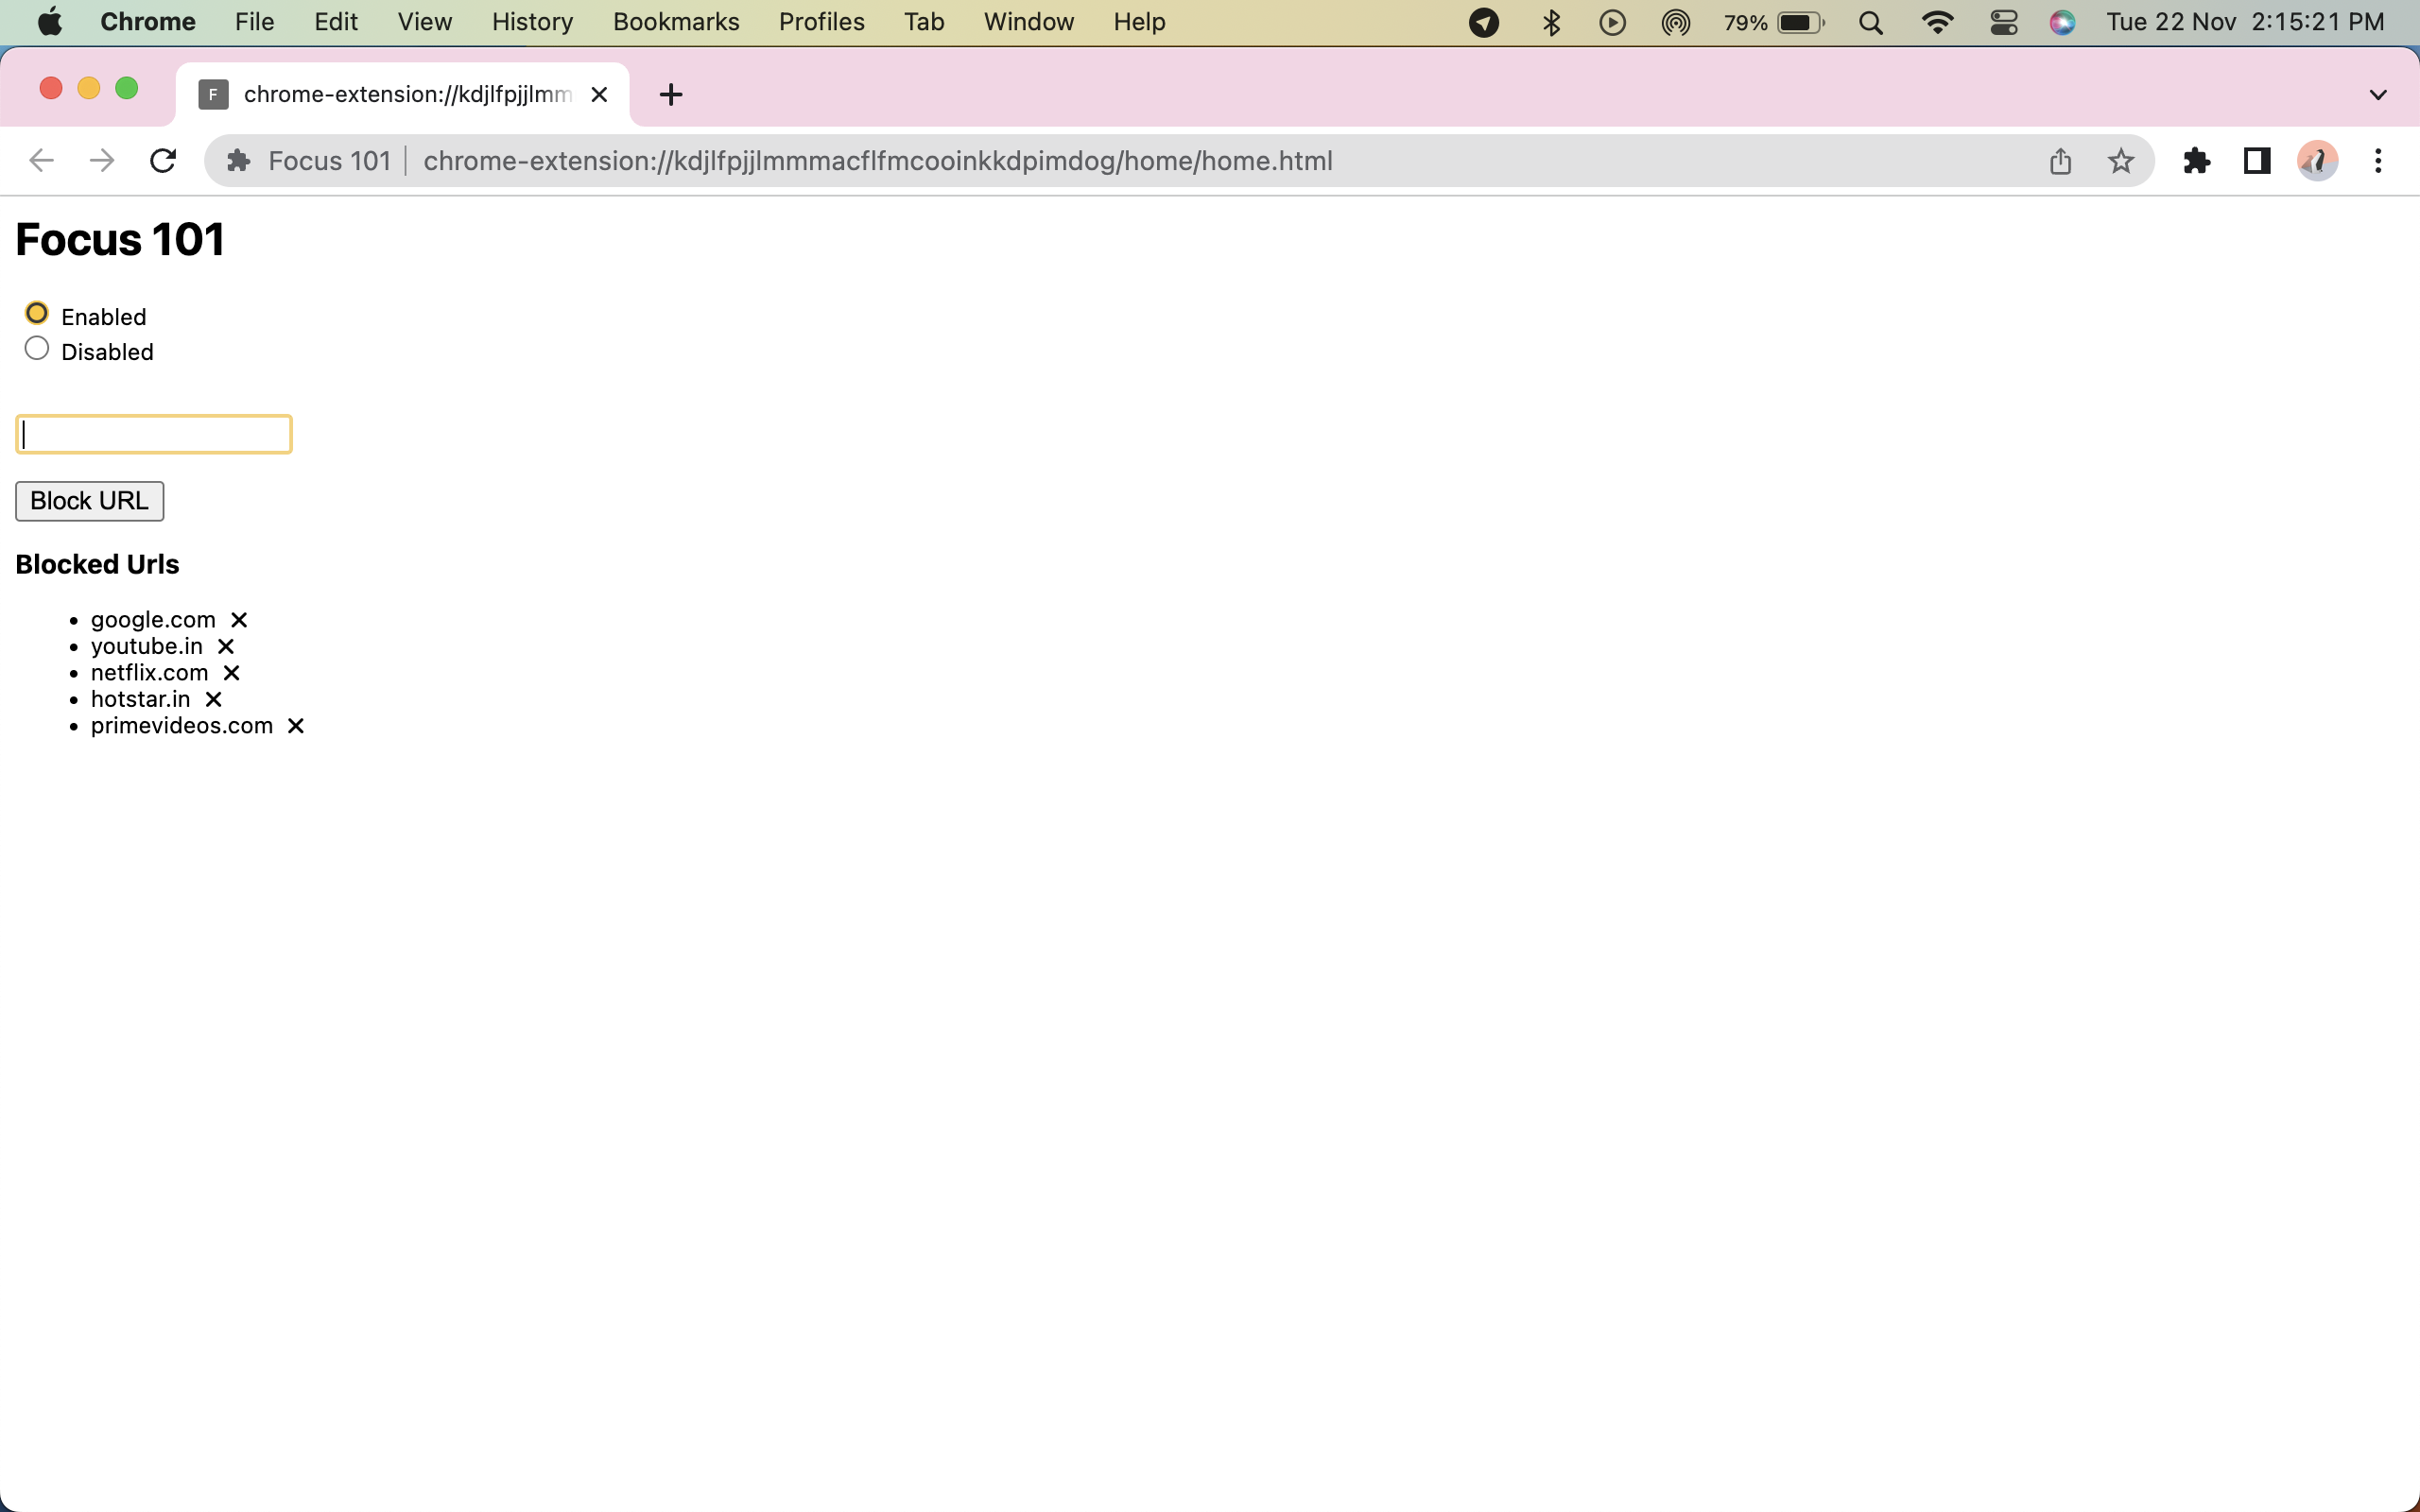 Chrome File Edit View History Bookmarks Profiles Tab Window Help 79% Tue 22 Nov 2:15:21 PM
F chrome-extension://kdjlfpjjlmm
Focus 101 chrome-extension://kdjlfpjjlmmmacflfmcooinkkdpimdog/home/home.html
Focus 101
Enabled
Disabled
Block URL
Blocked Urls
google.com
youtube.in
netflix.com
hotstar.in
primevideos.com